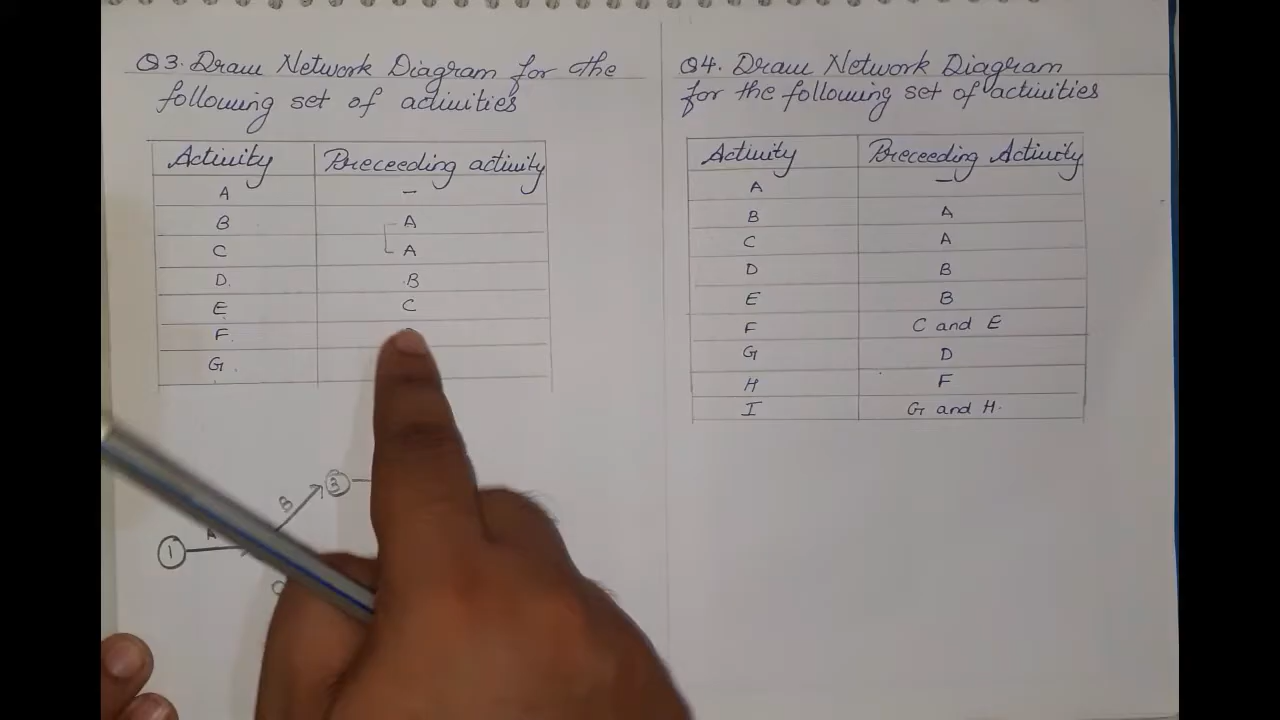 Q3. Draw Network Diagram for the
following set of activities
Activity Preceeding activity
A –
B A
C A
D. B
E C
F.
G.
3
B
A
1
Q4. Draw Network Diagram
for the following set of activities
Activity Preceeding Activity
A –
B A
C A
D B
E B
F C and E
G D
H F
I G and H.